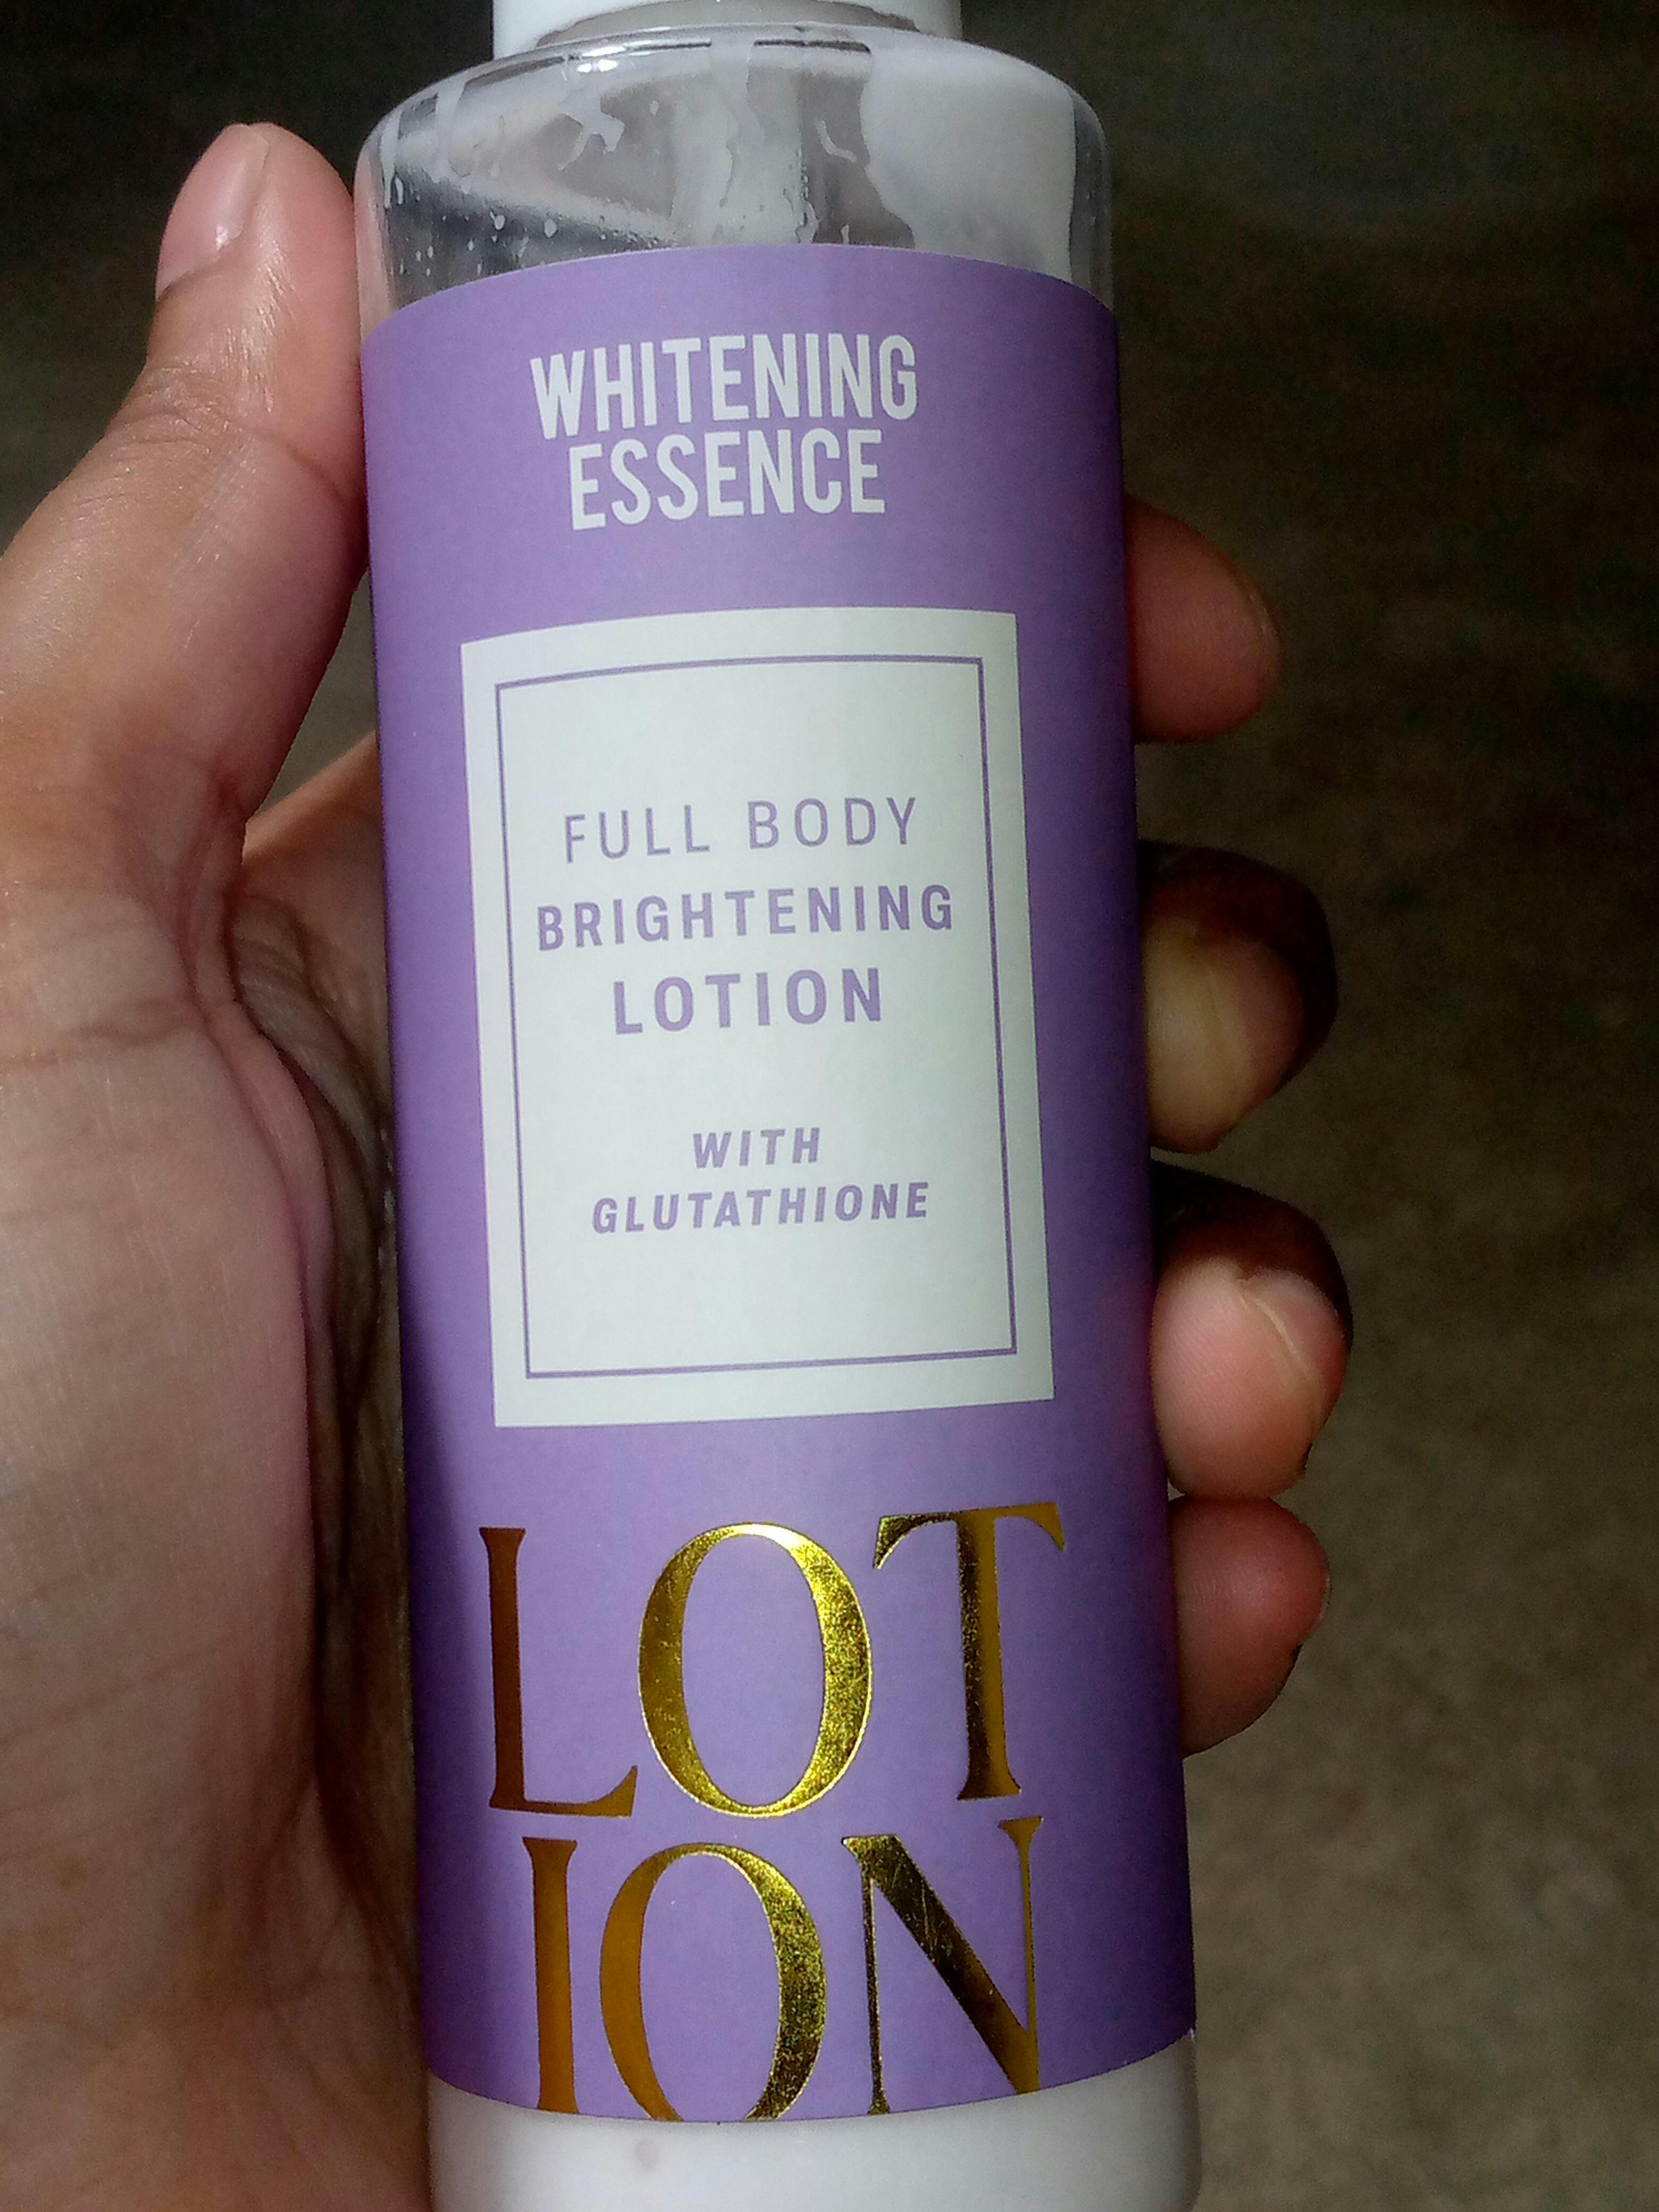 WHITENING
ESSENCE
FULL BODY
BRIGHTENING
LOTION
WITH
GLUTATHIONE
LOT
ION